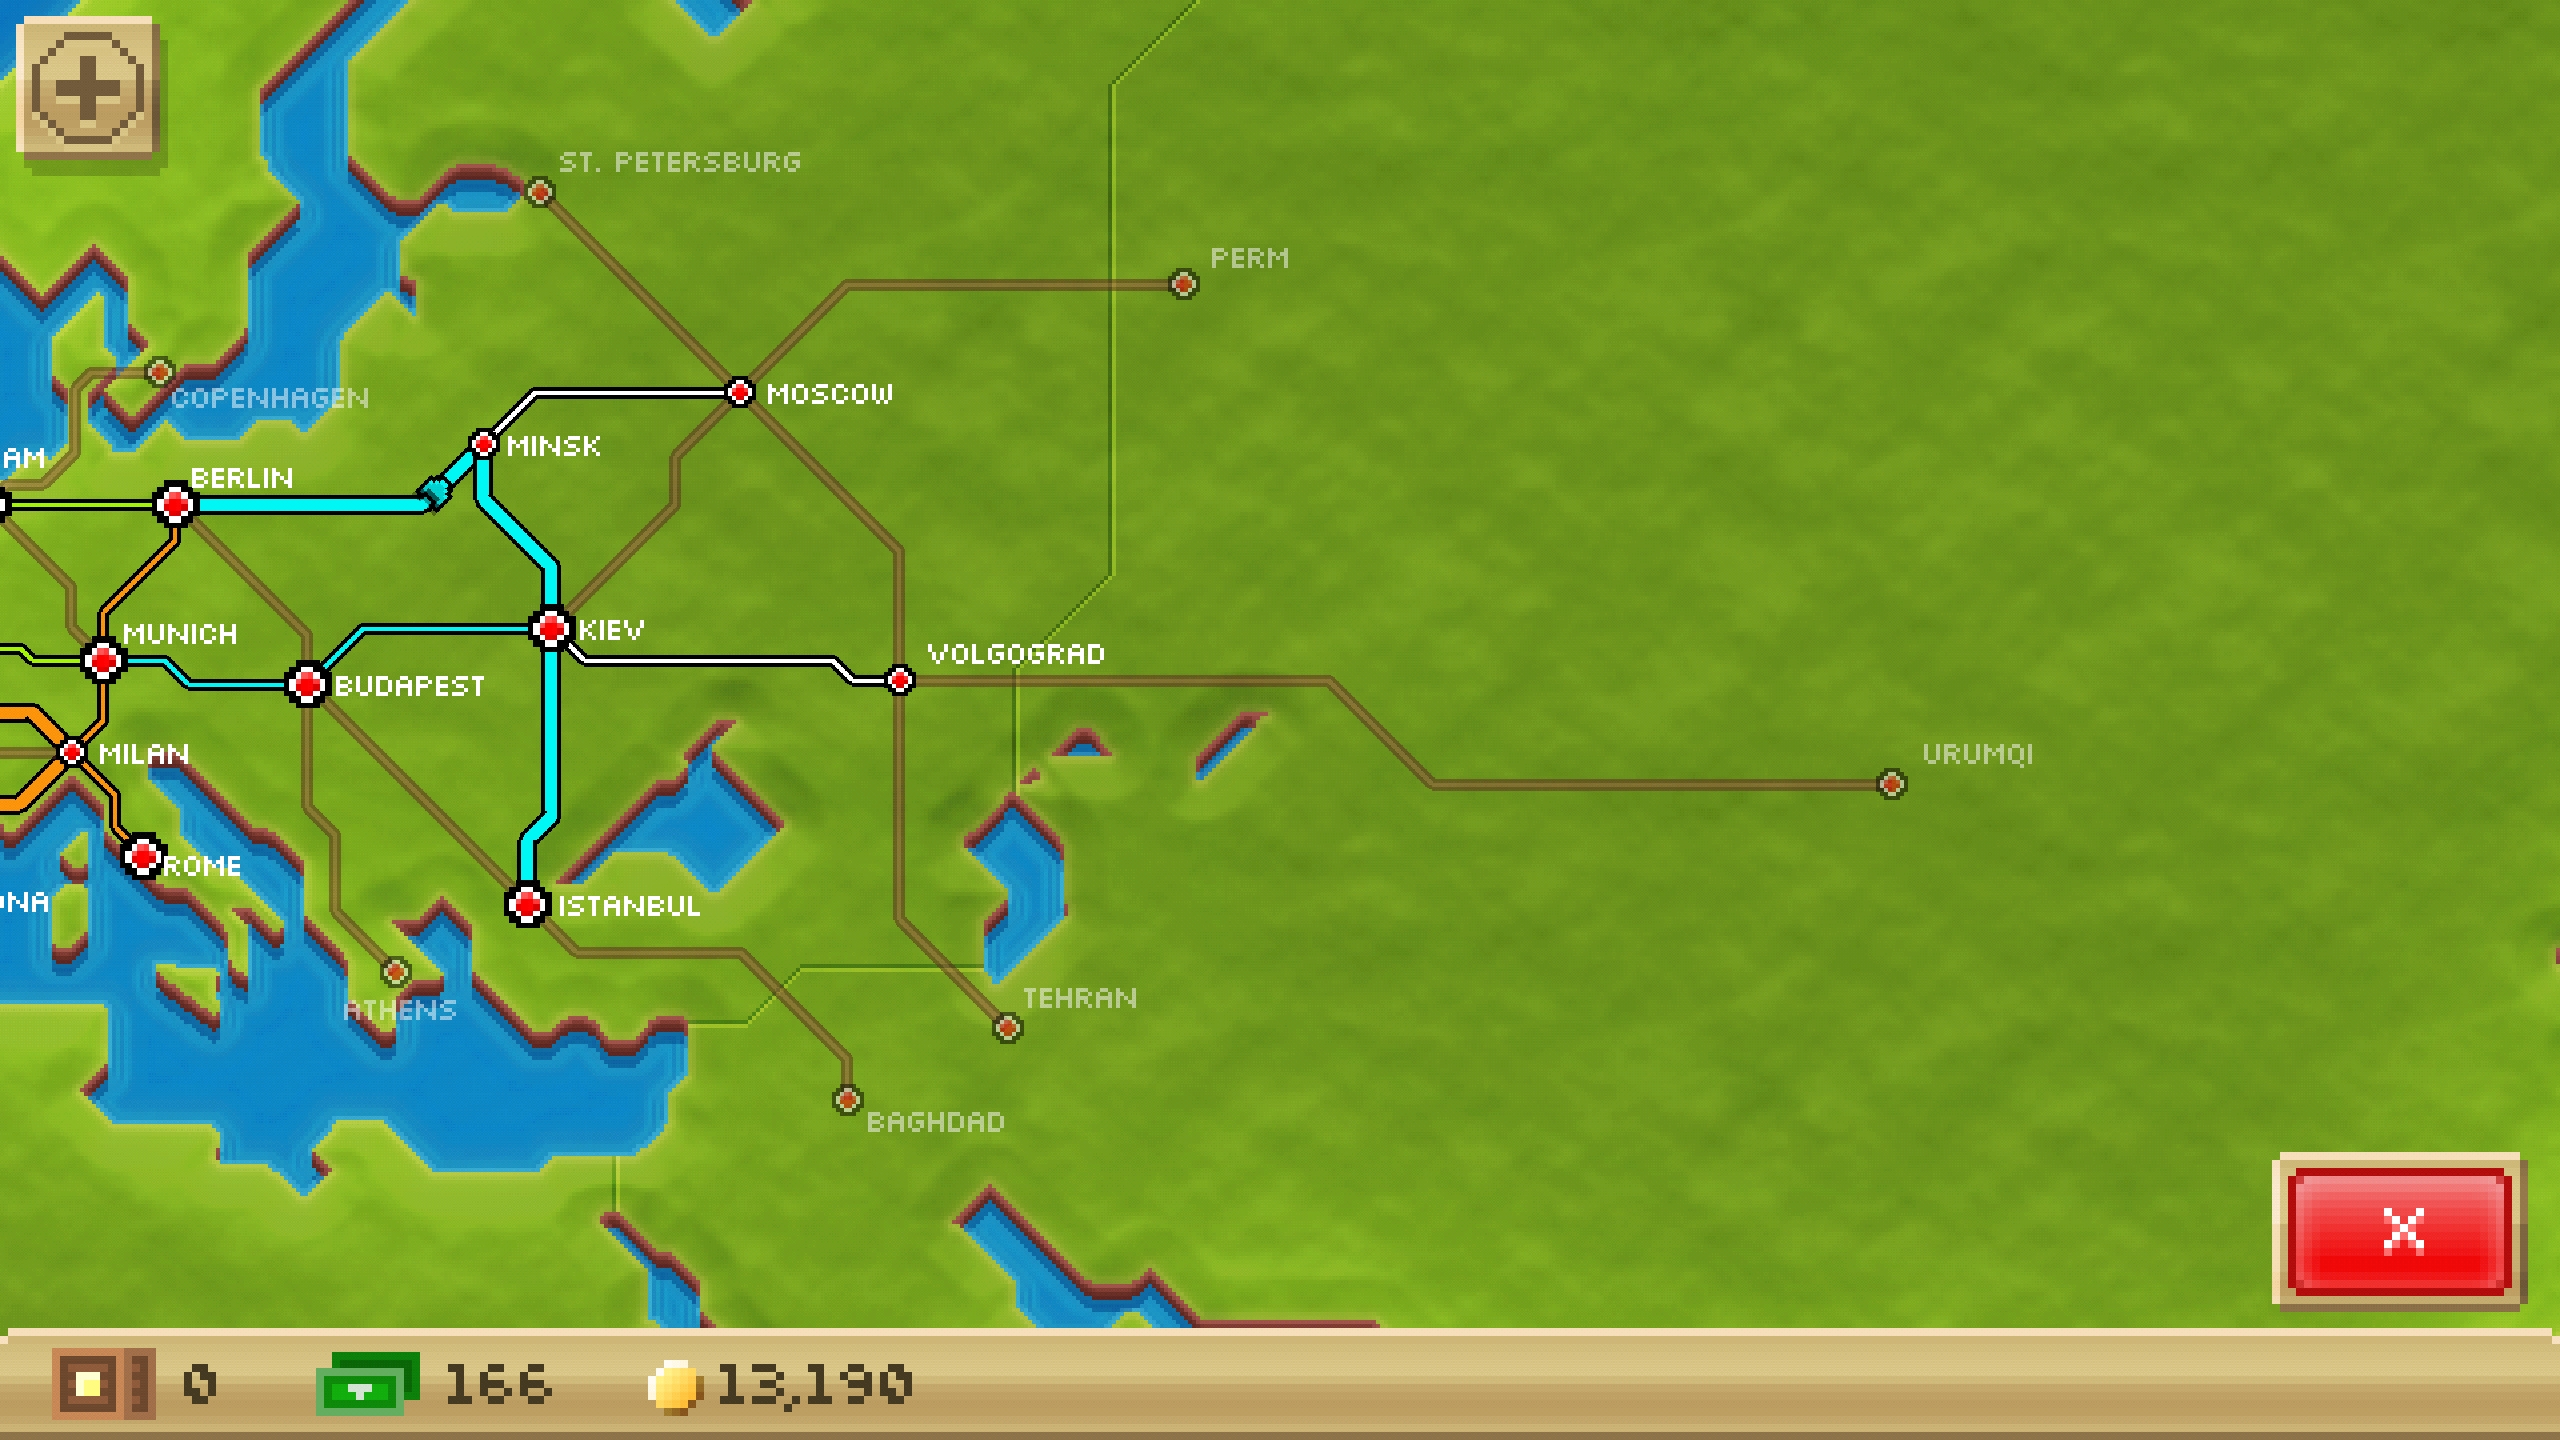 ST. PETERSBURG
PERM
MOSCOW
COPENHAGEN
MINSK
AM
BERLIN
MUNICH
KIEV
VOLGOGRAD
BUDAPEST
MILAN
URUMQI
ROME
ONA
ISTANBUL
TEHRAN
ATHENS
BAGHDAD
X
0 166 13,190